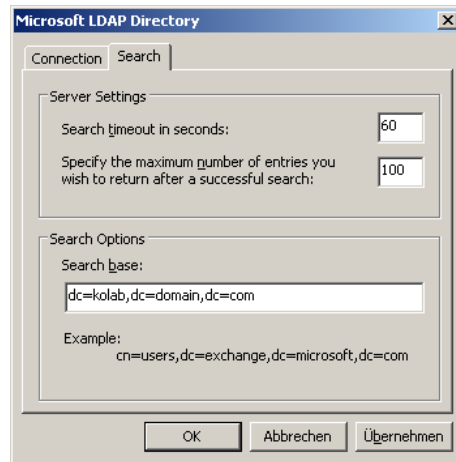 Microsoft LDAP Directory
Connection Search
Server Settings
Search timeout in seconds: 60
Specify the maximum number of entries you
wish to return after a successful search: 100
Search Options
Search base:
dc=kolab,dc=domain,dc=com
Example:
cn=users,dc=exchange,dc=microsoft,dc=com
OK Abbrechen Übernehmen